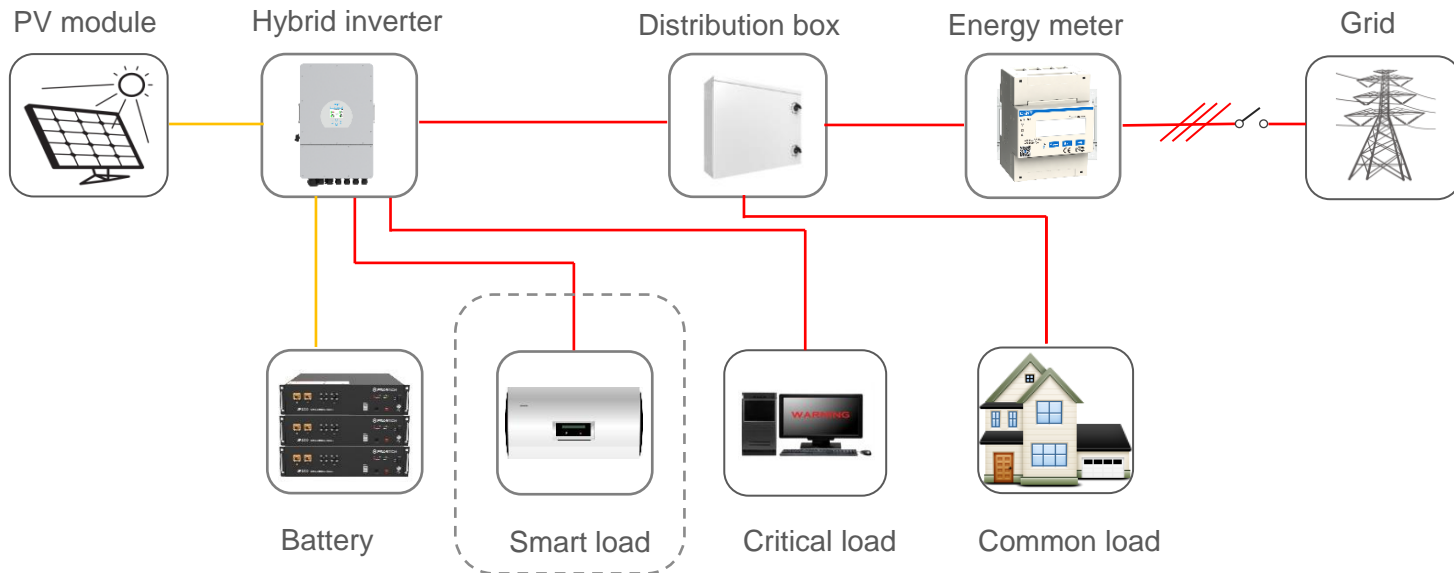 PV module
Hybrid inverter
Distribution box
Energy meter
Grid
WARNING
Battery
Smart load
Critical load
Common load